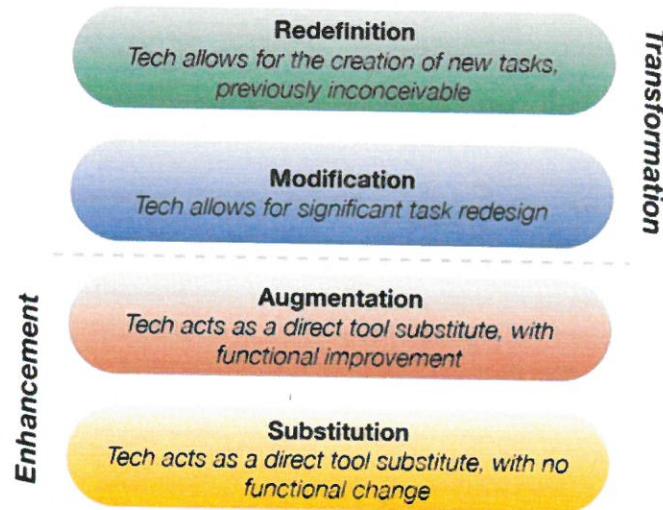 Redefinition
Tech allows for the creation of new tasks,
previously inconceivable
Transformation
Modification
Tech allows for significant task redesign
Enhancement
Augmentation
Tech acts as a direct tool substitute, with
functional improvement
Substitution
Tech acts as a direct tool substitute, with no
functional change